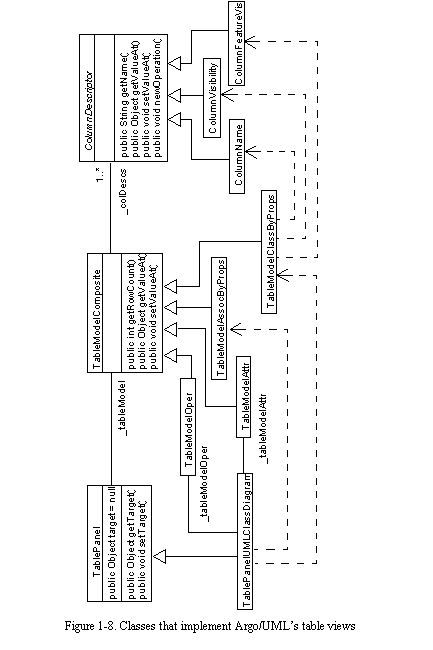 TablePanel
public Object target = null
public Object getTarget(
public void setTarget(
_tableModel
TableModelComposite
public int getRowCount()
public Object getValueAt(
public void setValueAt(
1..*
_colDescs
ColumnDescriptor
public String getName(
public Object getValueAt(
public void setValueAt(
public void newOperation(
TableModelOper
_tableModelOper
TableModelAssocByProps
TableModelAttr
_tableModelAttr
TableModelClassByProps
ColumnName
ColumnVisibility
ColumnFeatureVis
TablePanelUMLClassDiagram
Figure 1-8. Classes that implement Argo/UML's table views